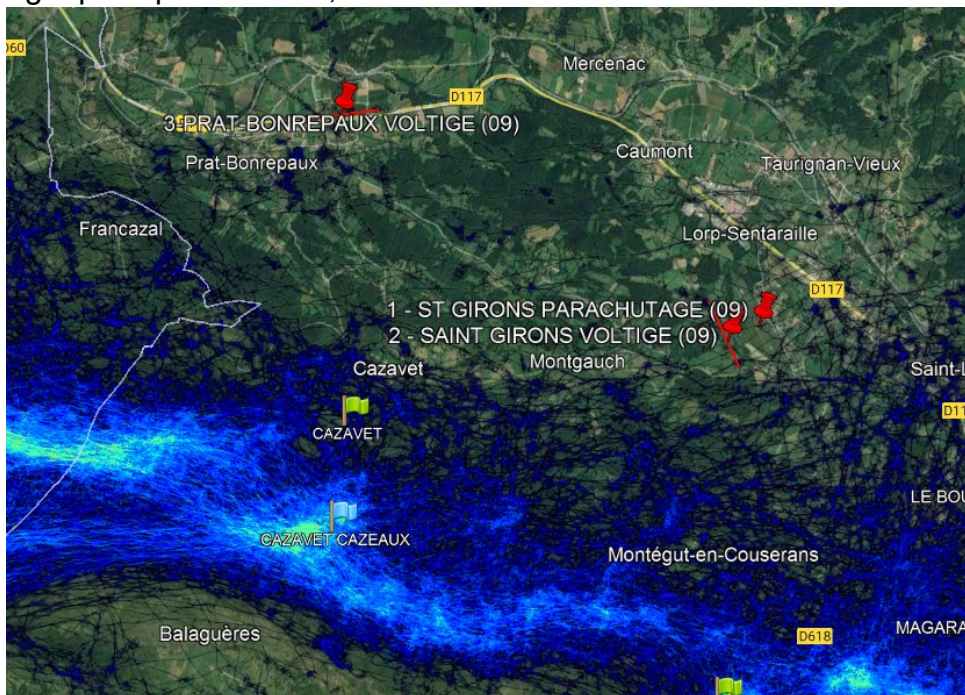 D60
Mercenac
D117
3-PRAT-BONREPAUX VOLTIGE (09)
Prat-Bonrepaux
Caumont
Taurignan-Vieux
Francazal
Lorp-Sentaraille
D117
1 - ST GIRONS PARACHUTAGE (09)
2 - SAINT GIRONS VOLTIGE (09)
Montgauch
Cazavet
Saint-L
D11
CAZAVET
LE BOU
CAZAVET CAZEAUX
Montégut-en-Couserans
Balaguères
D618
MAGARA